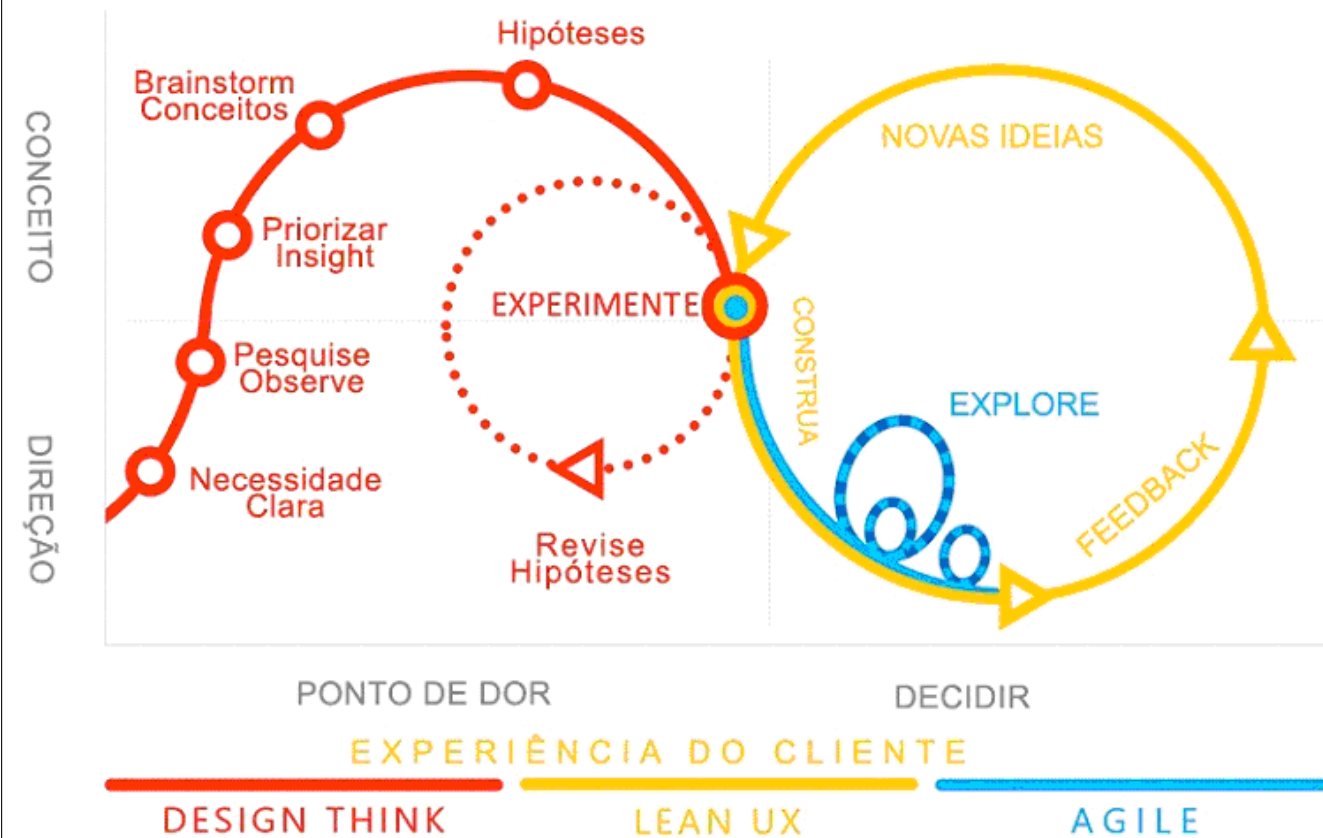 Hipóteses
Brainstorm
Conceitos
Priorizar
Insight
Pesquise
Observe
Necessidade
Clara
EXPERIMENTE
Revise
Hipóteses
NOVAS IDEIAS
CONSTRUA
EXPLORE
FEEDBACK
CONCEITO
DIREÇÃO
PONTO DE DOR
DECIDIR
EXPERIÊNCIA DO CLIENTE
DESIGN THINK
LEAN UX
AGILE